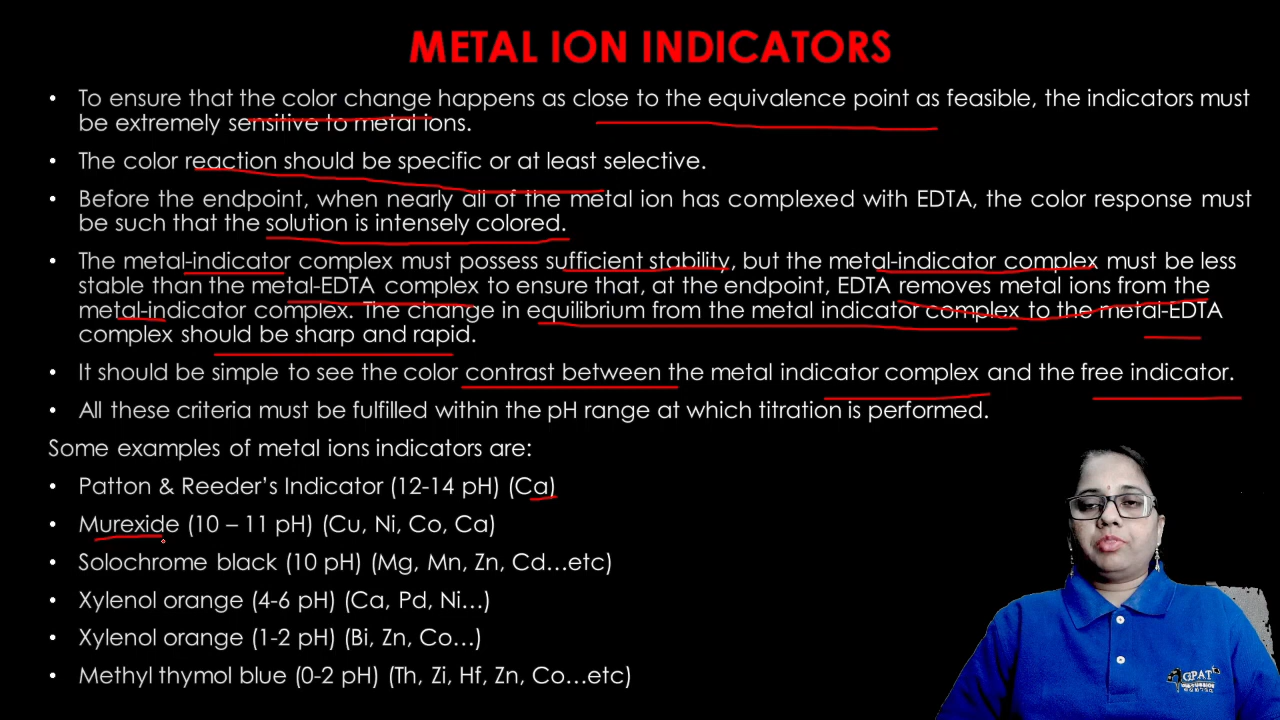 METAL ION INDICATORS
• To ensure that the color change happens as close to the equivalence point as feasible, the indicators must
be extremely sensitive to metal ions.
• The color reaction should be specific or at least selective.
• Before the endpoint, when nearly all of the metal ion has complexed with EDTA, the color response must
be such that the solution is intensely colored.
• The metal-indicator complex must possess sufficient stability, but the metal-indicator complex must be less
stable than the metal-EDTA complex to ensure that, at the endpoint, EDTA removes metal ions from the
metal-indicator complex. The change in equilibrium from the metal indicator complex to the metal-EDTA
complex should be sharp and rapid.
• It should be simple to see the color contrast between the metal indicator complex and the free indicator.
• All these criteria must be fulfilled within the pH range at which titration is performed.
Some examples of metal ions indicators are:
• Patton & Reeder's Indicator (12-14 pH) (Ca)
• Murexide (10 – 11 pH) (Cu, Ni, Co, Ca)
• Solochrome black (10 pH) (Mg, Mn, Zn, Cd...etc)
• Xylenol orange (4-6 pH) (Ca, Pd, Ni...)
• Xylenol orange (1-2 pH) (Bi, Zn, Co...)
• Methyl thymol blue (0-2 pH) (Th, Zi, Hf, Zn, Co...etc)
GPAT